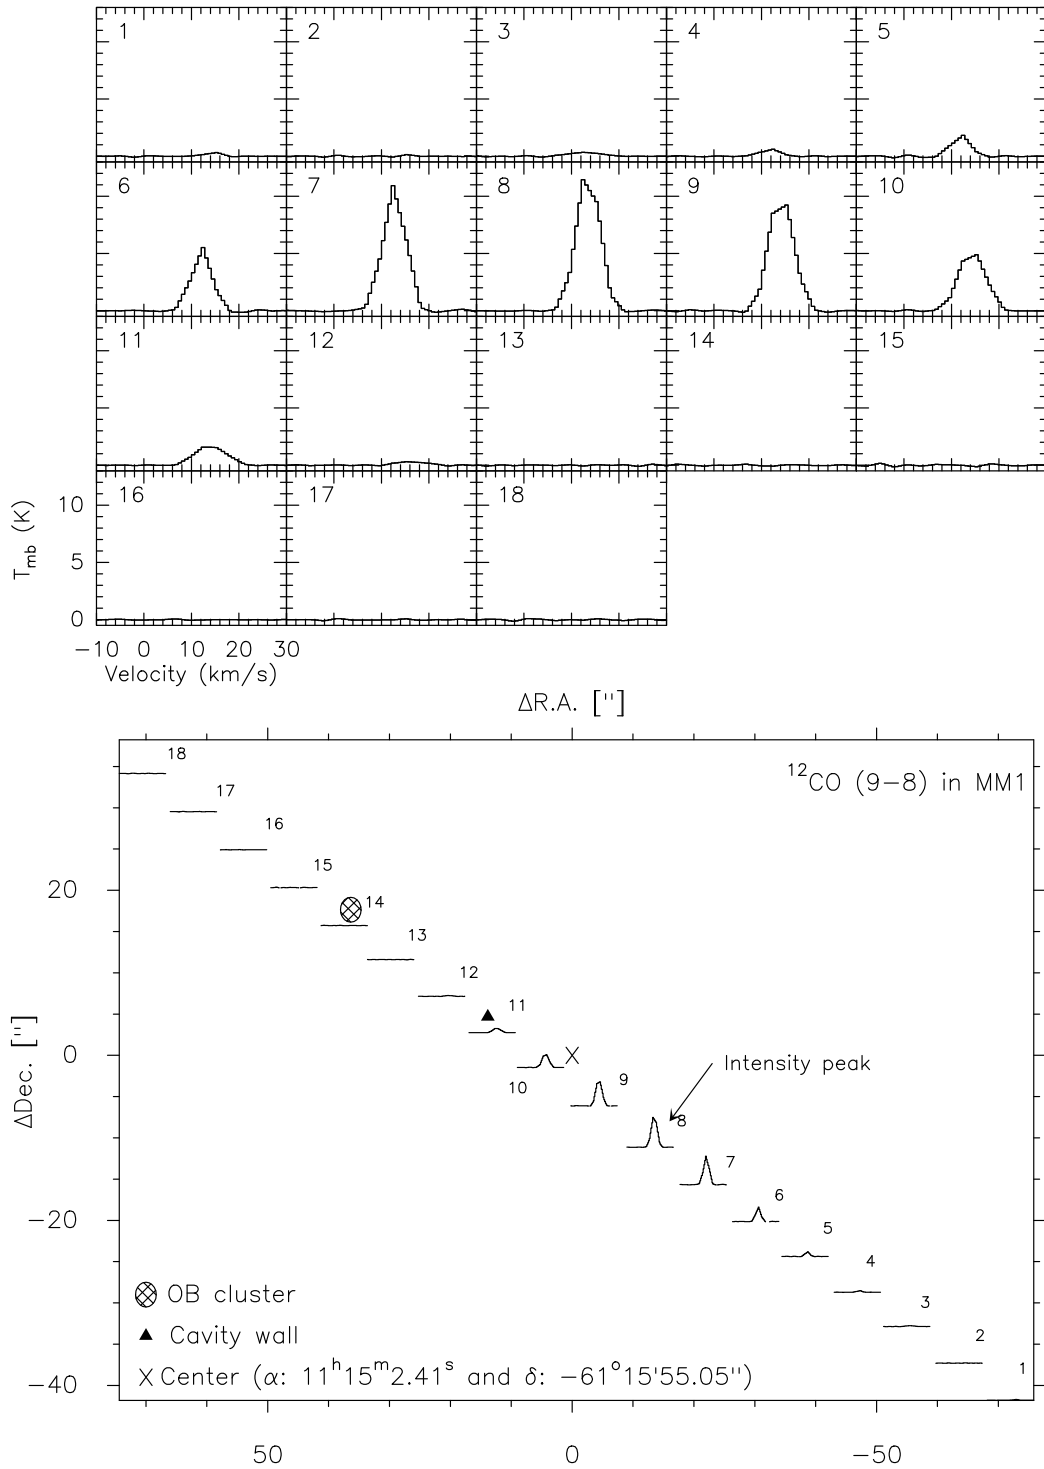 1 2 3 4 5
6 7 8 9 10
11 12 13 14 15
16 17 18
10
5
0
T_mb (K)
−10 0 10 20 30
Velocity (km/s)
ΔR.A. ["]
¹²CO (9−8) in MM1
18
17
16
15
14
13
12
11
10
9
8
7
6
5
4
3
2
1
Intensity peak
20
0
−20
−40
ΔDec. ["]
OB cluster
Cavity wall
X Center (α: 11ʰ15ᵐ2.41ˢ and δ: −61°15'55.05")
50 0 −50